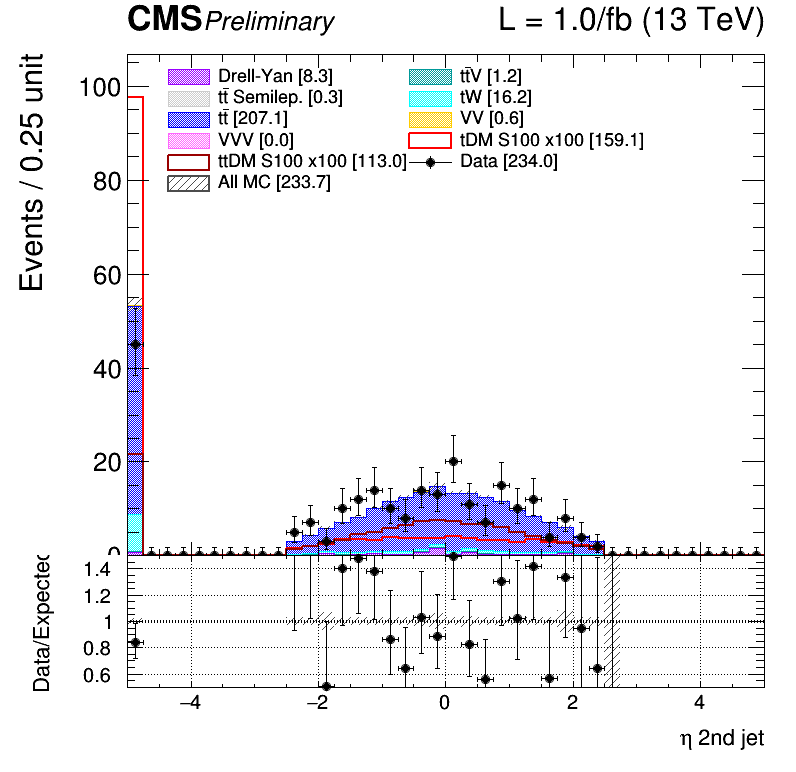 CMS Preliminary L = 1.0/fb (13 TeV)
Events / 0.25 unit
100
80
60
40
20
0
Drell-Yan [8.3]
tt̄ Semilep. [0.3]
tt̄ [207.1]
VVV [0.0]
ttDM S100 x100 [113.0]
All MC [233.7]
tt̄V [1.2]
tW [16.2]
VV [0.6]
tDM S100 x100 [159.1]
Data [234.0]
Data/Expected
1.4
1.2
1
0.8
0.6
−4 −2 0 2 4
η 2nd jet